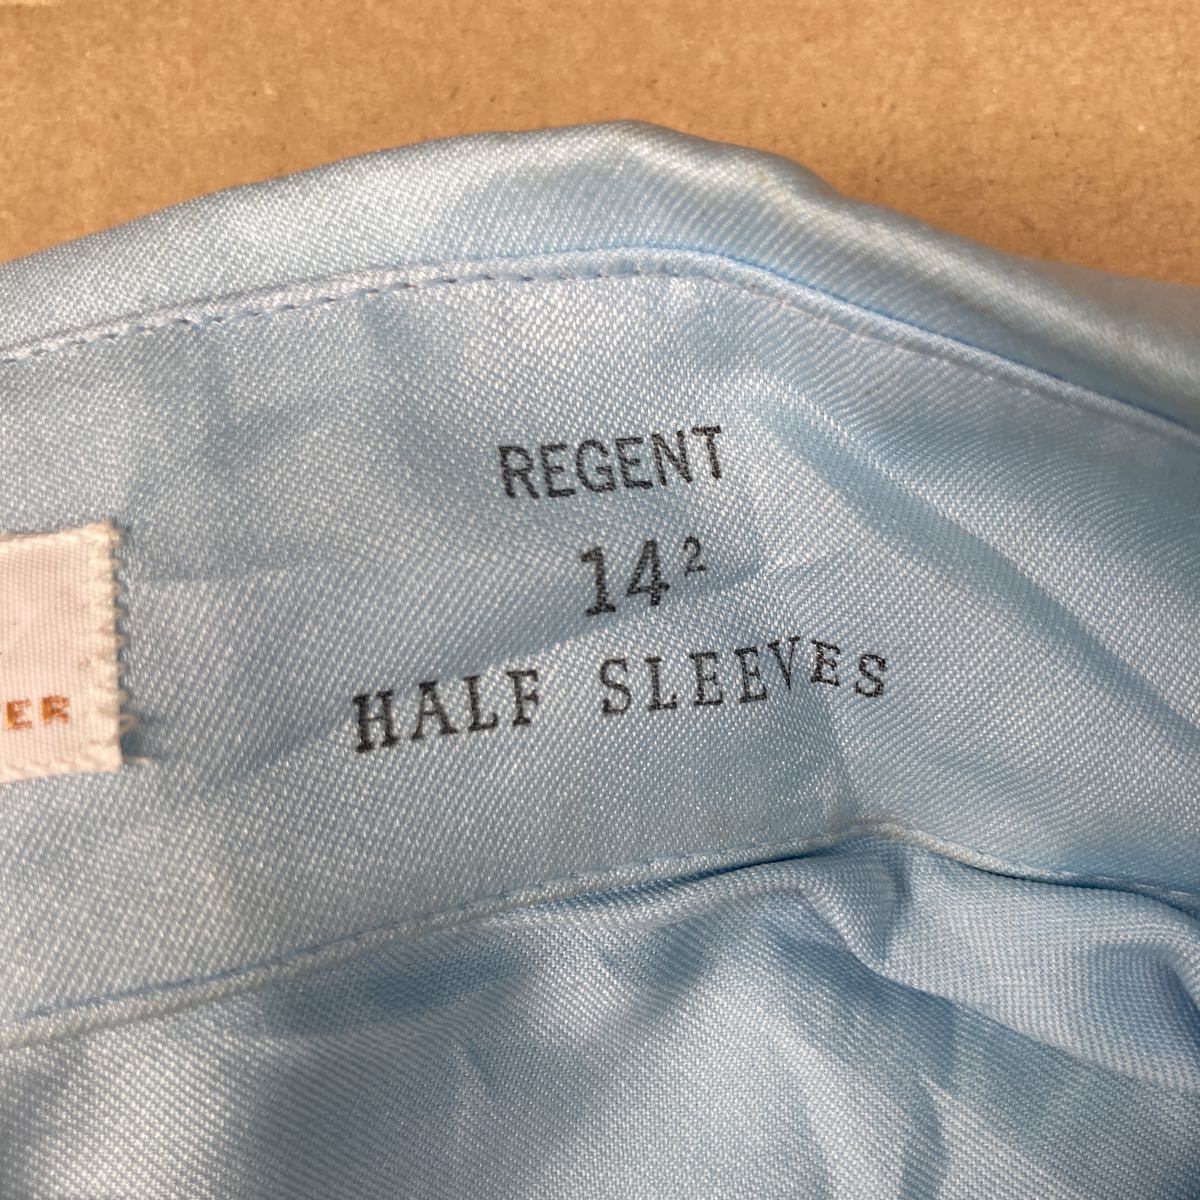 REGENT
14²
HALF SLEEVES